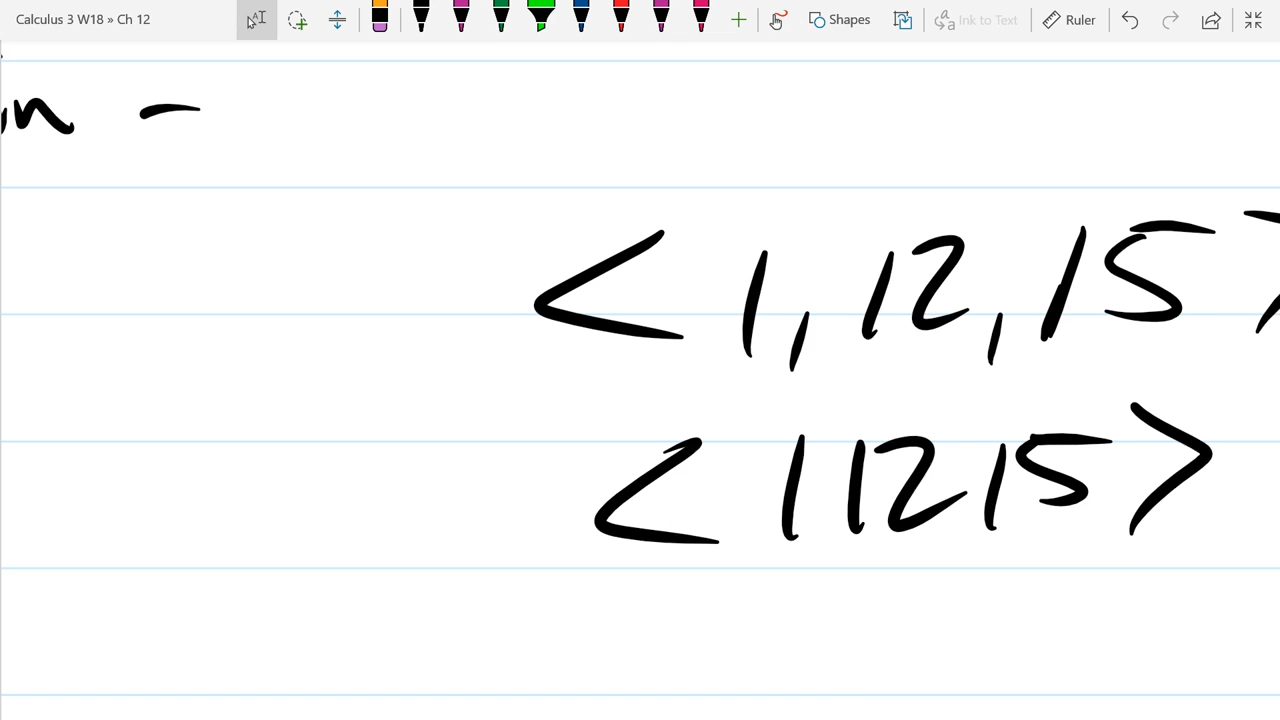 Calculus 3 W18 » Ch 12
Shapes
Ink to Text
Ruler
-
< 1, 12, 15 >
< 11215 >